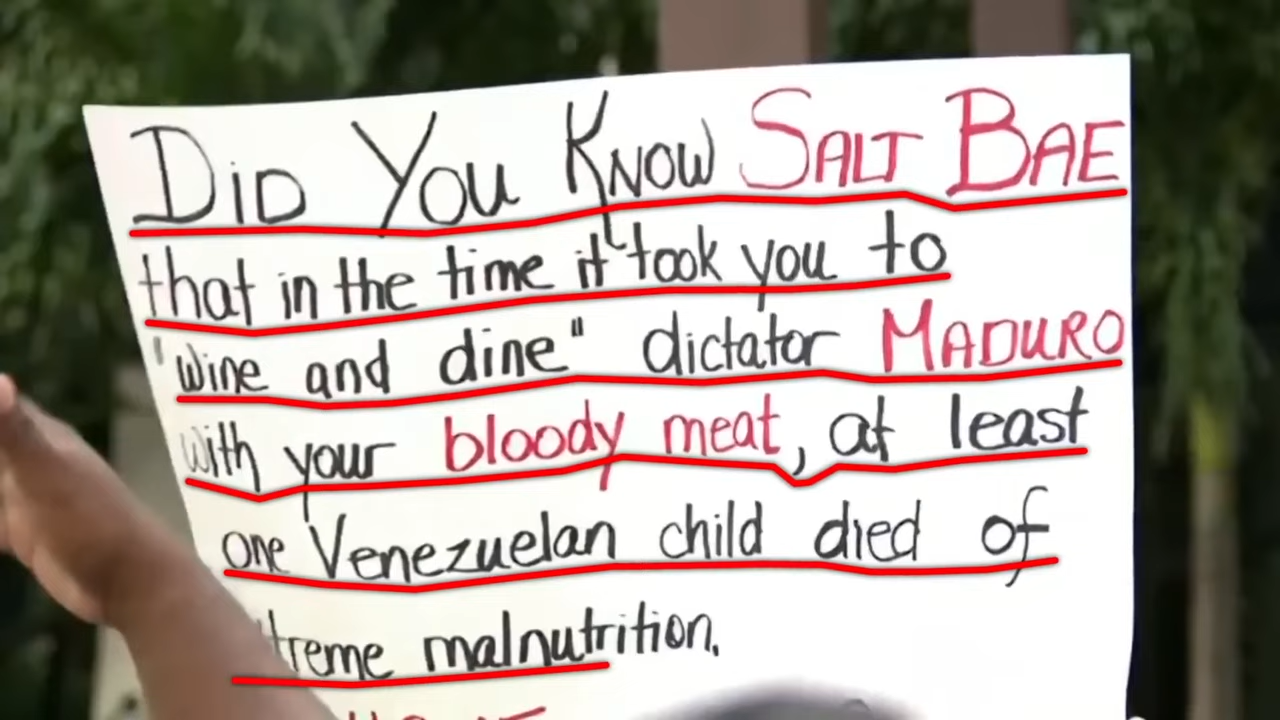 DID YOU KNOW SALT BAE
that in the time it took you to
"wine and dine" dictator MADURO
with your bloody meat, at least
one Venezuelan child died of
treme malnutrition.